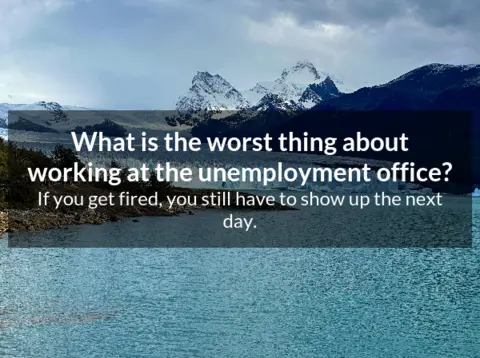 What is the worst thing about
working at the unemployment office?
If you get fired, you still have to show up the next
day.